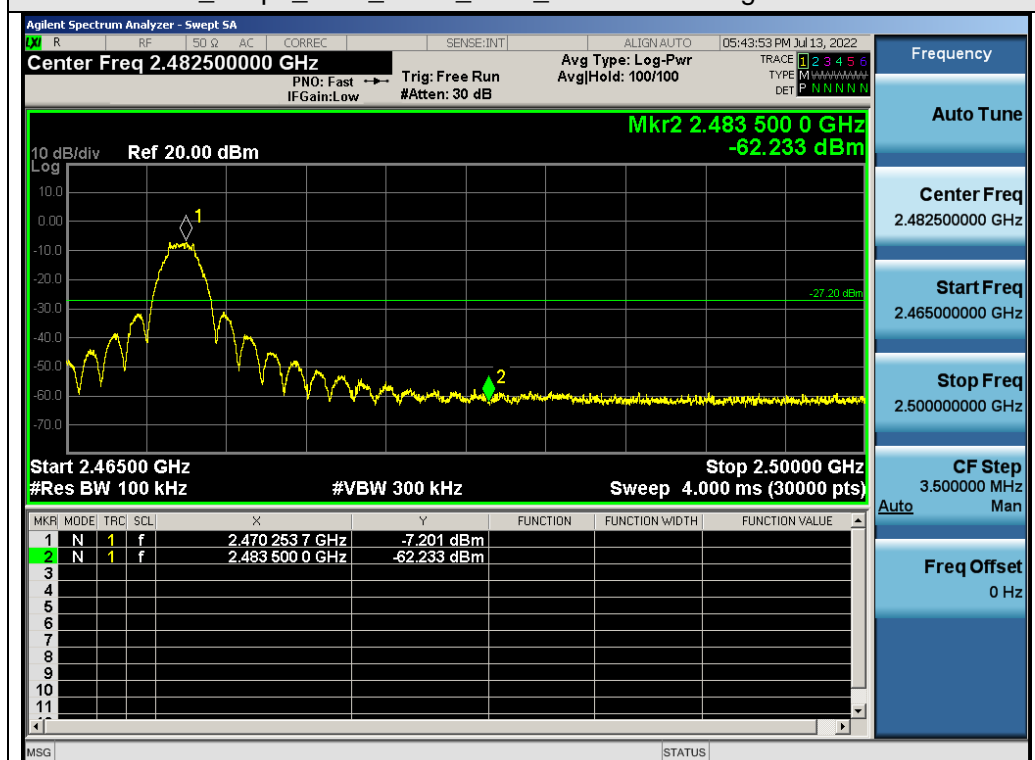 Agilent Spectrum Analyzer - Swept SA
LXI R RF 50 Ω AC CORREC SENSE:INT ALIGN AUTO 05:43:53 PM Jul 13, 2022
Center Freq 2.482500000 GHz
PNO: Fast
IFGain:Low
Trig: Free Run
#Atten: 30 dB
Avg Type: Log-Pwr
Avg|Hold: 100/100
TRACE 1 2 3 4 5 6
TYPE M
DET P N N N N N
Mkr2 2.483 500 0 GHz
-62.233 dBm
10 dB/div Ref 20.00 dBm
Log
10.0
0.00
-10.0
-20.0
-30.0
-40.0
-50.0
-60.0
-70.0
1
-27.20 dBm
2
Start 2.46500 GHz Stop 2.50000 GHz
#Res BW 100 kHz #VBW 300 kHz Sweep 4.000 ms (30000 pts)
MKR MODE TRC SCL X Y FUNCTION FUNCTION WIDTH FUNCTION VALUE
1 N 1 f 2.470 253 7 GHz -7.201 dBm
2 N 1 f 2.483 500 0 GHz -62.233 dBm
3
4
5
6
7
8
9
10
11
MSG STATUS
Frequency
Auto Tune
Center Freq
2.482500000 GHz
Start Freq
2.465000000 GHz
Stop Freq
2.500000000 GHz
CF Step
3.500000 MHz
Auto Man
Freq Offset
0 Hz